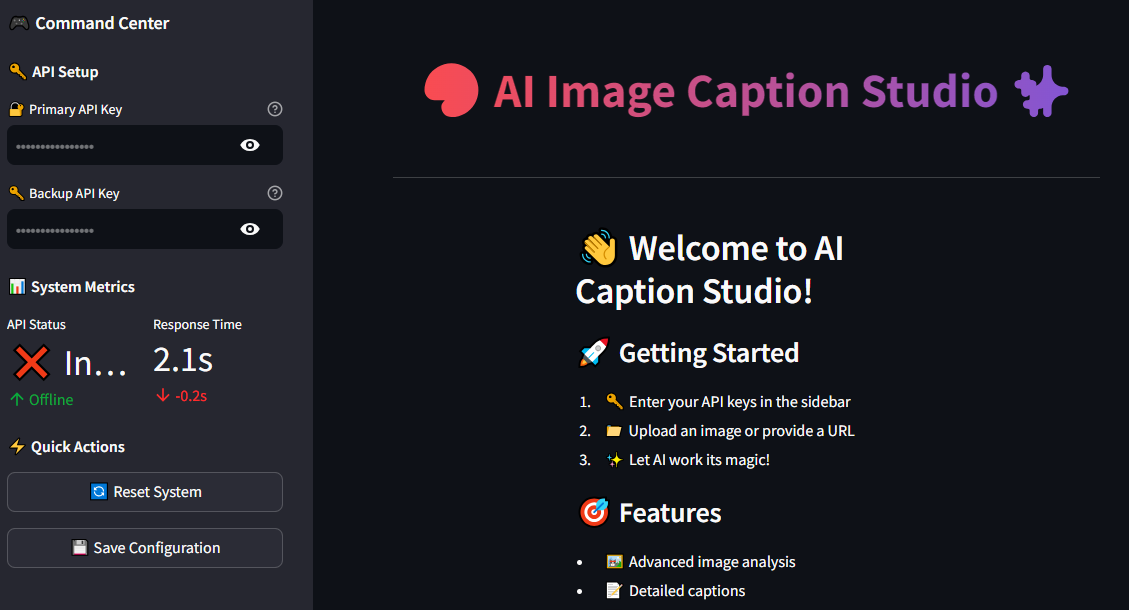 🎮 Command Center
🔑 API Setup
🔐 Primary API Key
••••••••••••••••
🔑 Backup API Key
••••••••••••••••
📊 System Metrics
API Status
❌ In...
↑ Offline
Response Time
2.1s
↓ -0.2s
⚡ Quick Actions
🔄 Reset System
💾 Save Configuration
AI Image Caption Studio
👋 Welcome to AI
Caption Studio!
🚀 Getting Started
1. 🔑 Enter your API keys in the sidebar
2. 📁 Upload an image or provide a URL
3. ✨ Let AI work its magic!
🎯 Features
• 🖼️ Advanced image analysis
• 📝 Detailed captions